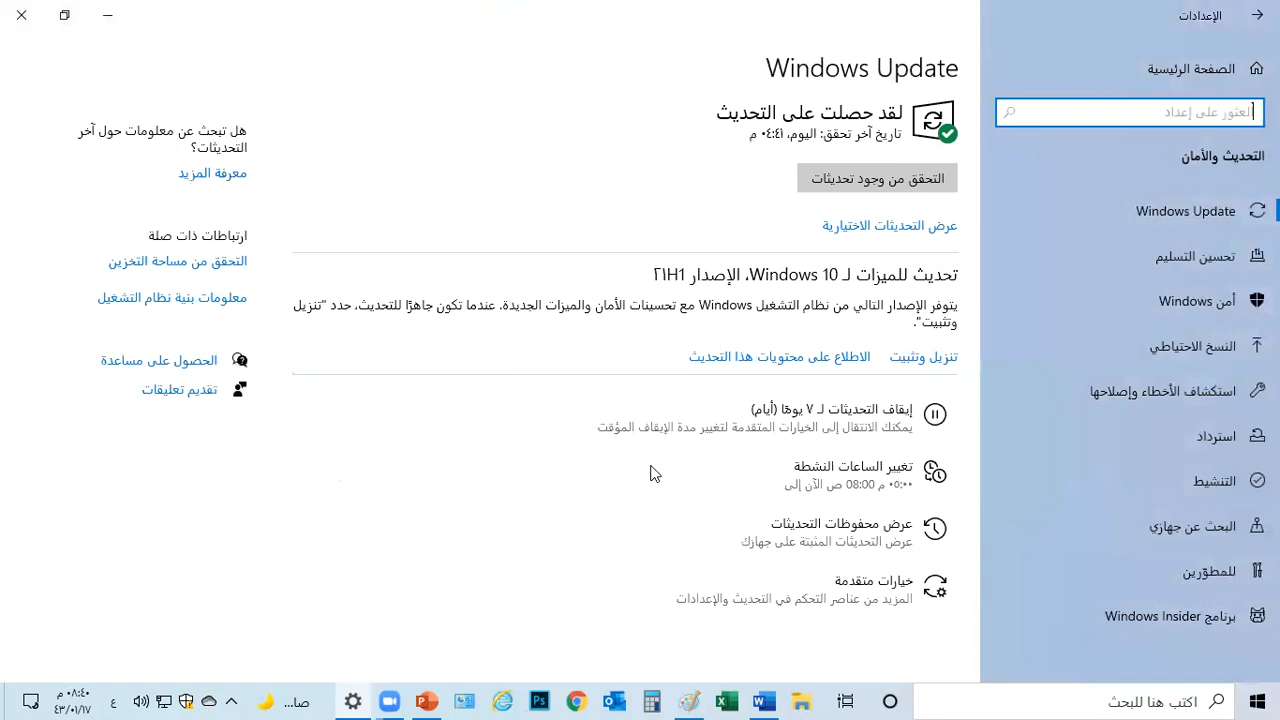 الإعدادات
الصفحة الرئيسية
العثور على إعداد
التحديث والأمان
Windows Update
تحسين التسليم
أمن Windows
النسخ الاحتياطي
استكشاف الأخطاء وإصلاحها
استرداد
التنشيط
البحث عن جهازي
للمطوّرين
برنامج Windows Insider
Windows Update
لقد حصلت على التحديث
تاريخ آخر تحقق: اليوم، ٠٤:٤١ م
التحقق من وجود تحديثات
عرض التحديثات الاختيارية
تحديث للميزات لـ Windows 10، الإصدار ٢١H1
يتوفر الإصدار التالي من نظام التشغيل Windows مع تحسينات الأمان والميزات الجديدة. عندما تكون جاهزًا للتحديث، حدد "تنزيل
وتثبيت".
تنزيل وتثبيت
الاطلاع على محتويات هذا التحديث
إيقاف التحديثات لـ ٧ يومًا (أيام)
يمكنك الانتقال إلى الخيارات المتقدمة لتغيير مدة الإيقاف المؤقت
تغيير الساعات النشطة
٠٥:٠٠ م 08:00 ص الآن إلى
عرض محفوظات التحديثات
عرض التحديثات المثبتة على جهازك
خيارات متقدمة
المزيد من عناصر التحكم في التحديث والإعدادات
هل تبحث عن معلومات حول آخر
التحديثات؟
معرفة المزيد
ارتباطات ذات صلة
التحقق من مساحة التخزين
معلومات بنية نظام التشغيل
الحصول على مساعدة
تقديم تعليقات
اكتب هنا للبحث
صا...
ع
٠٨:٤٠ م
٤٣/٠١/١٧